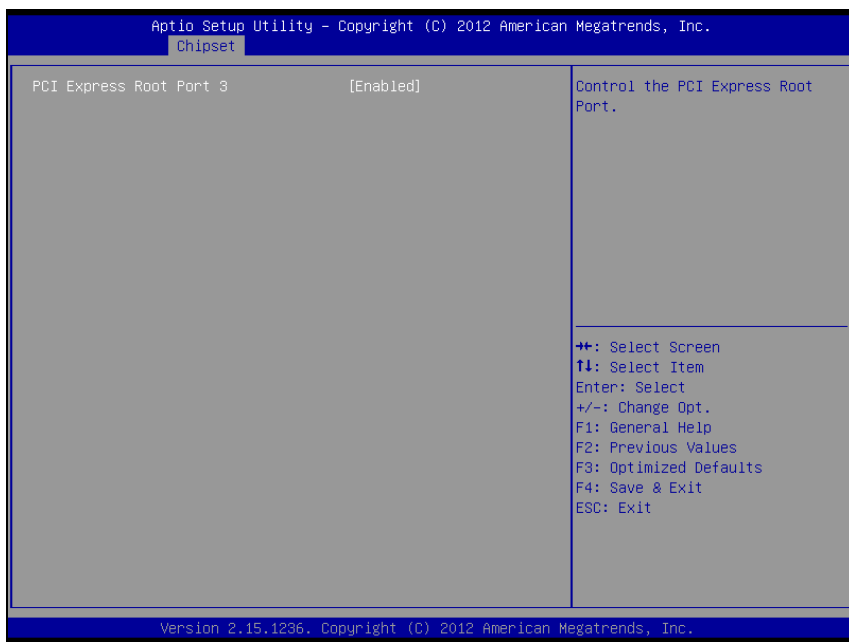 Aptio Setup Utility – Copyright (C) 2012 American Megatrends, Inc.
Chipset
PCI Express Root Port 3 [Enabled]
Control the PCI Express Root
Port.
→←: Select Screen
↑↓: Select Item
Enter: Select
+/-: Change Opt.
F1: General Help
F2: Previous Values
F3: Optimized Defaults
F4: Save & Exit
ESC: Exit
Version 2.15.1236. Copyright (C) 2012 American Megatrends, Inc.